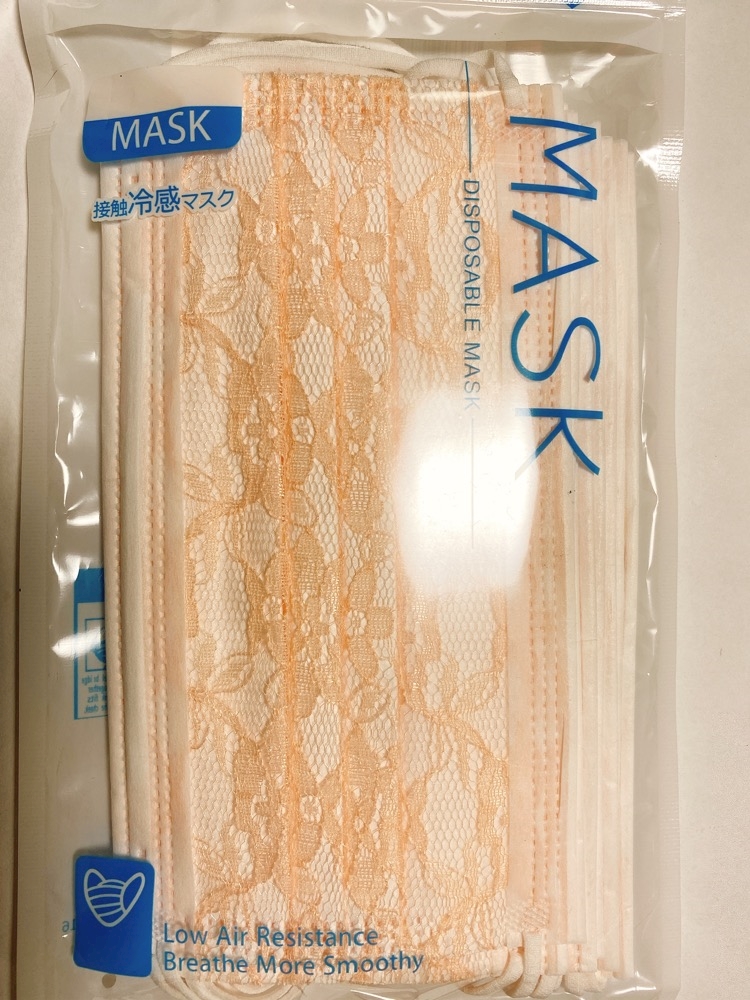 MASK
接触冷感マスク
MASK
DISPOSABLE MASK
Low Air Resistance
Breathe More Smoothy